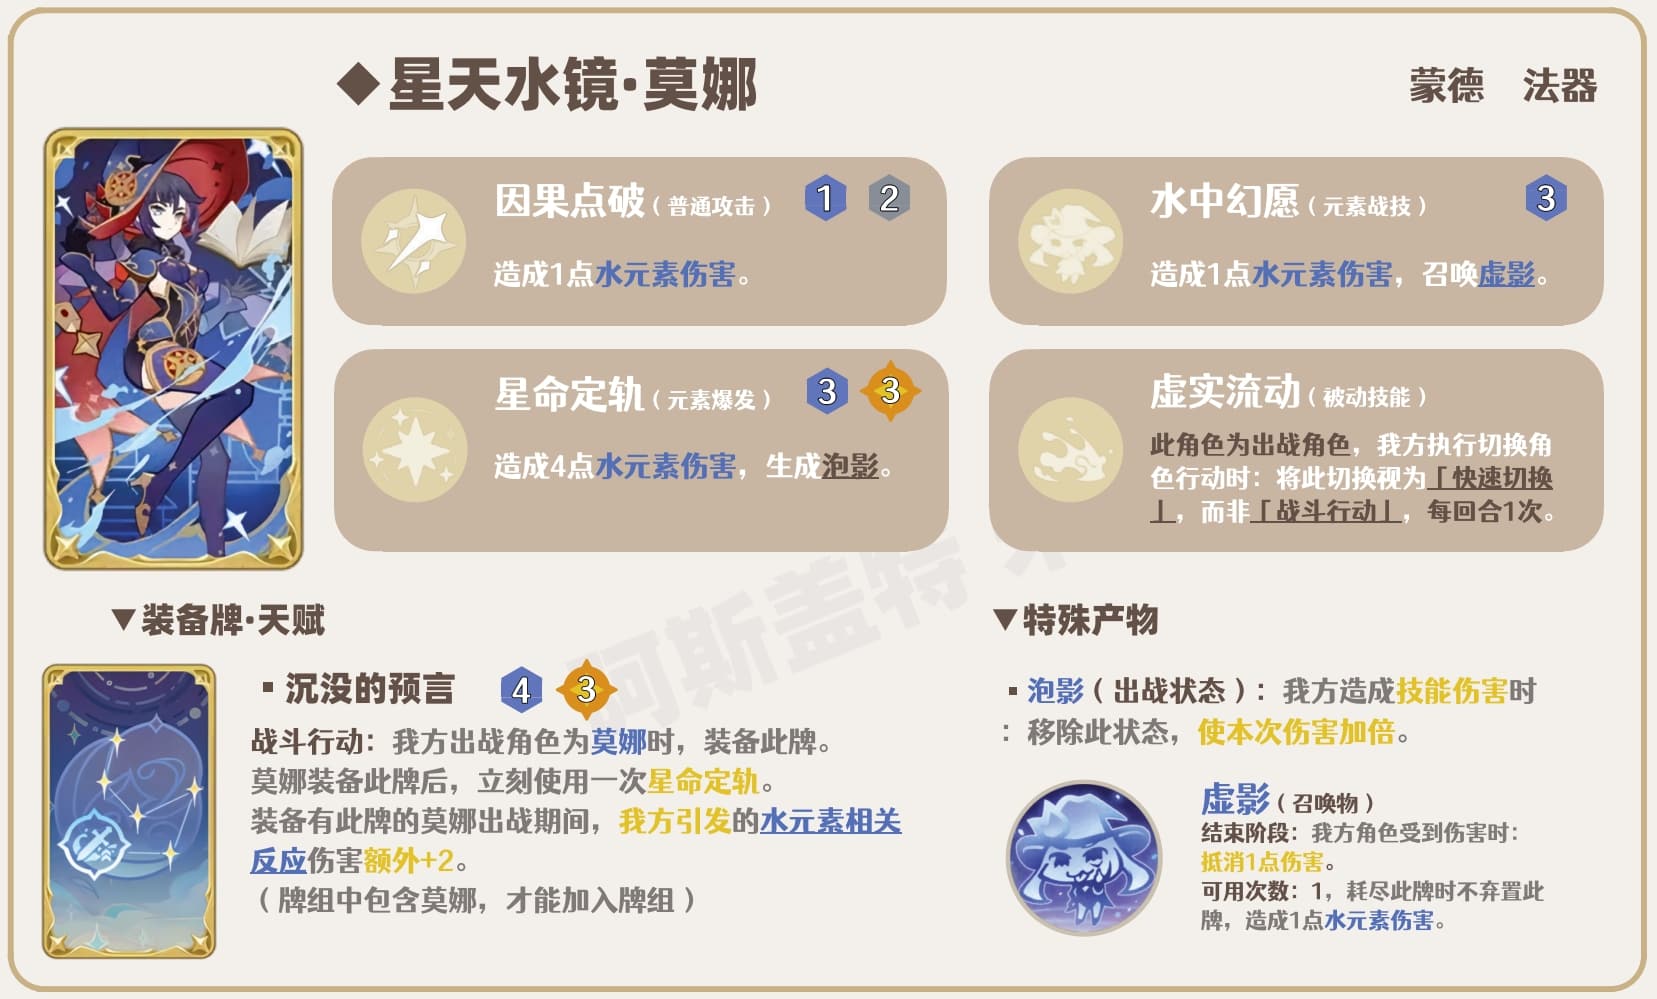 ◆星天水镜·莫娜
蒙德 法器
因果点破（普通攻击） 1 2
造成1点水元素伤害。
水中幻愿（元素战技） 3
造成1点水元素伤害，召唤虚影。
星命定轨（元素爆发） 3 3
造成4点水元素伤害，生成泡影。
虚实流动（被动技能）
此角色为出战角色，我方执行切换角
色行动时：将此切换视为「快速切换
」，而非「战斗行动」，每回合1次。
▼装备牌·天赋
▪沉没的预言 4 3
战斗行动：我方出战角色为莫娜时，装备此牌。
莫娜装备此牌后，立刻使用一次星命定轨。
装备有此牌的莫娜出战期间，我方引发的水元素相关
反应伤害额外+2。
（牌组中包含莫娜，才能加入牌组）
▼特殊产物
▪泡影（出战状态）：我方造成技能伤害时
：移除此状态，使本次伤害加倍。
虚影（召唤物）
结束阶段：我方角色受到伤害时：
抵消1点伤害。
可用次数：1，耗尽此牌时不弃置此
牌，造成1点水元素伤害。
阿斯盖特